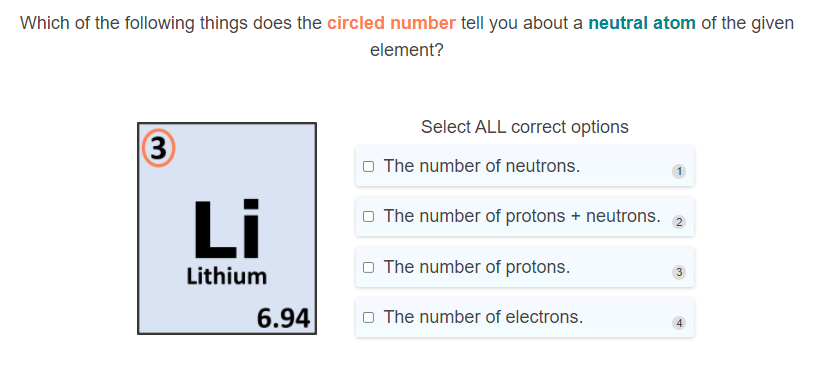 Which of the following things does the circled number tell you about a neutral atom of the given
element?
Select ALL correct options
3
Li
Lithium
6.94
The number of neutrons. 1
The number of protons + neutrons. 2
The number of protons. 3
The number of electrons. 4